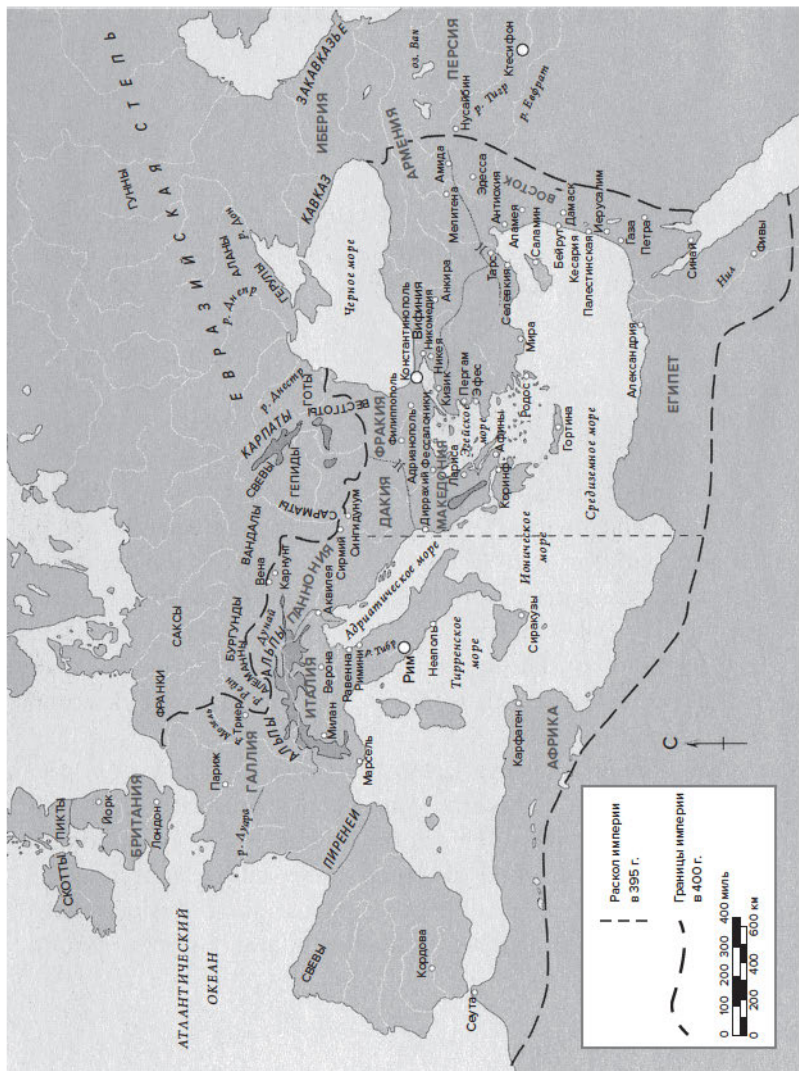 АТЛАНТИЧЕСКИЙ
ОКЕАН
СКОТТЫ
ПИКТЫ
Йорк
БРИТАНИЯ
Лондон
ФРАНКИ
САКСЫ
Париж
р. Луара
ГАЛЛИЯ
Трир
р. Рейн
АЛЕМАННЫ
БУРГУНДЫ
АЛЬПЫ
АЛЬПЫ
Дунай
Вена
Карнунт
ВАНДАЛЫ
ПАННОНИЯ
СВЕВЫ
ГЕПИДЫ
САРМАТЫ
КАРПАТЫ
Сирмий
Сингидунум
ГОТЫ
ВЕСТГОТЫ
р. Днестр
р. Днепр
ГЕРУЛЫ
АЛАНЫ
р. Дон
ГУННЫ
ЕВРАЗИЙСКАЯ СТЕПЬ
КАВКАЗ
ЗАКАВКАЗЬЕ
ИБЕРИЯ
АРМЕНИЯ
оз. Ван
ПЕРСИЯ
Нусайбин
р. Тигр
р. Евфрат
Ктесифон
Черное море
ПИРЕНЕИ
СВЕВЫ
Кордова
Сеута
Марсель
Милан
ИТАЛИЯ
Верона
Аквилея
Равенна
Римини
р. Тибр
Рим
Неаполь
Адриатическое море
Тирренское
море
Сиракузы
Ионическое
море
Карфаген
АФРИКА
ДАКИЯ
ФРАКИЯ
Филиппополь
Адрианополь
Диррахий
Фессалоники
МАКЕДОНИЯ
Лариса
Эгейское
море
Афины
Коринф
Гортина
Родос
Константинополь
Вифиния
Никомедия
Никея
Кизик
Пергам
Эфес
Анкира
Мира
Мелитена
Амида
Эдесса
Тарс
Селевкия
Антиохия
Апамея
Саламин
ВОСТОК
Дамаск
Бейрут
Кесария
Палестинская
Иерусалим
Газа
Петра
Синай
Александрия
ЕГИПЕТ
Нил
Фивы
Средиземное море
С
Раскол империи
в 395 г.
Границы империи
в 400 г.
0 100 200 300 400 миль
0 200 400 600 км